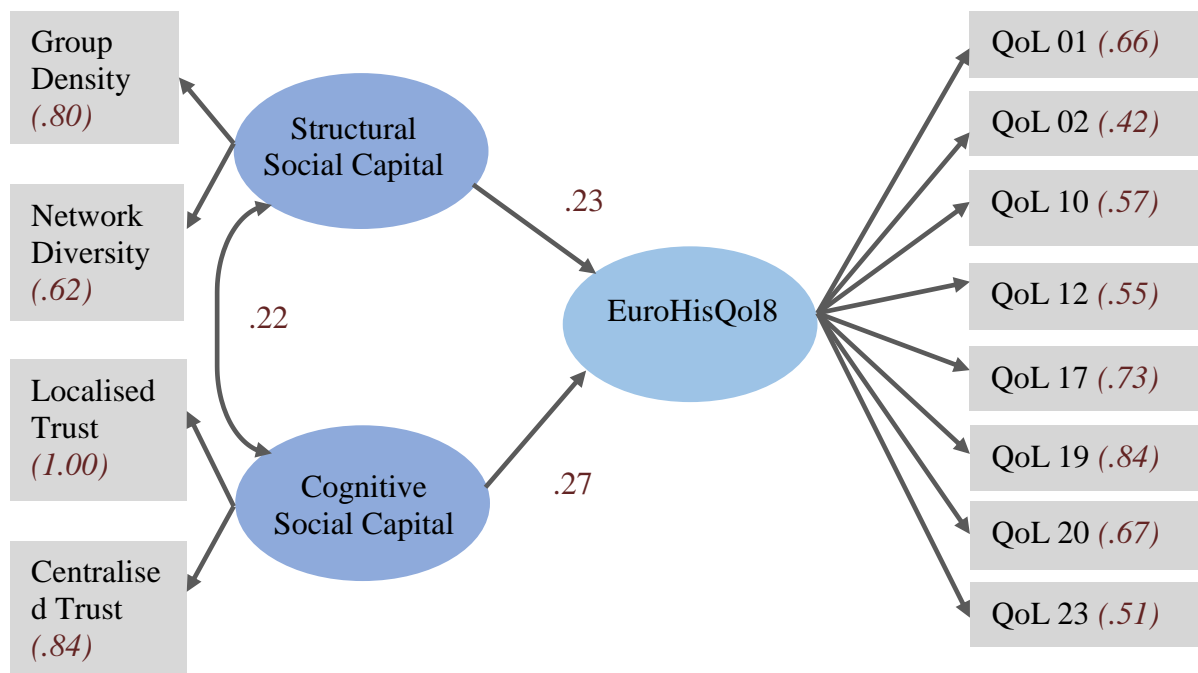 Group
Density
(.80)
Network
Diversity
(.62)
Localised
Trust
(1.00)
Centralise
d Trust
(.84)
Structural
Social Capital
.22
Cognitive
Social Capital
.23
.27
EuroHisQol8
QoL 01 (.66)
QoL 02 (.42)
QoL 10 (.57)
QoL 12 (.55)
QoL 17 (.73)
QoL 19 (.84)
QoL 20 (.67)
QoL 23 (.51)